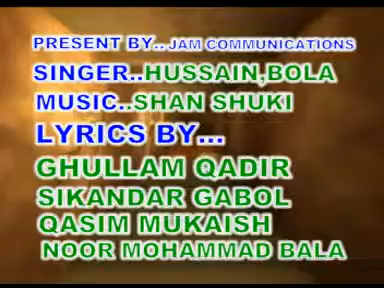 PRESENT BY.. JAM COMMUNICATIONS
SINGER..HUSSAIN,BOLA
MUSIC..SHAN SHUKI
LYRICS BY...
GHULLAM QADIR
SIKANDAR GABOL
QASIM MUKAISH
NOOR MOHAMMAD BALA